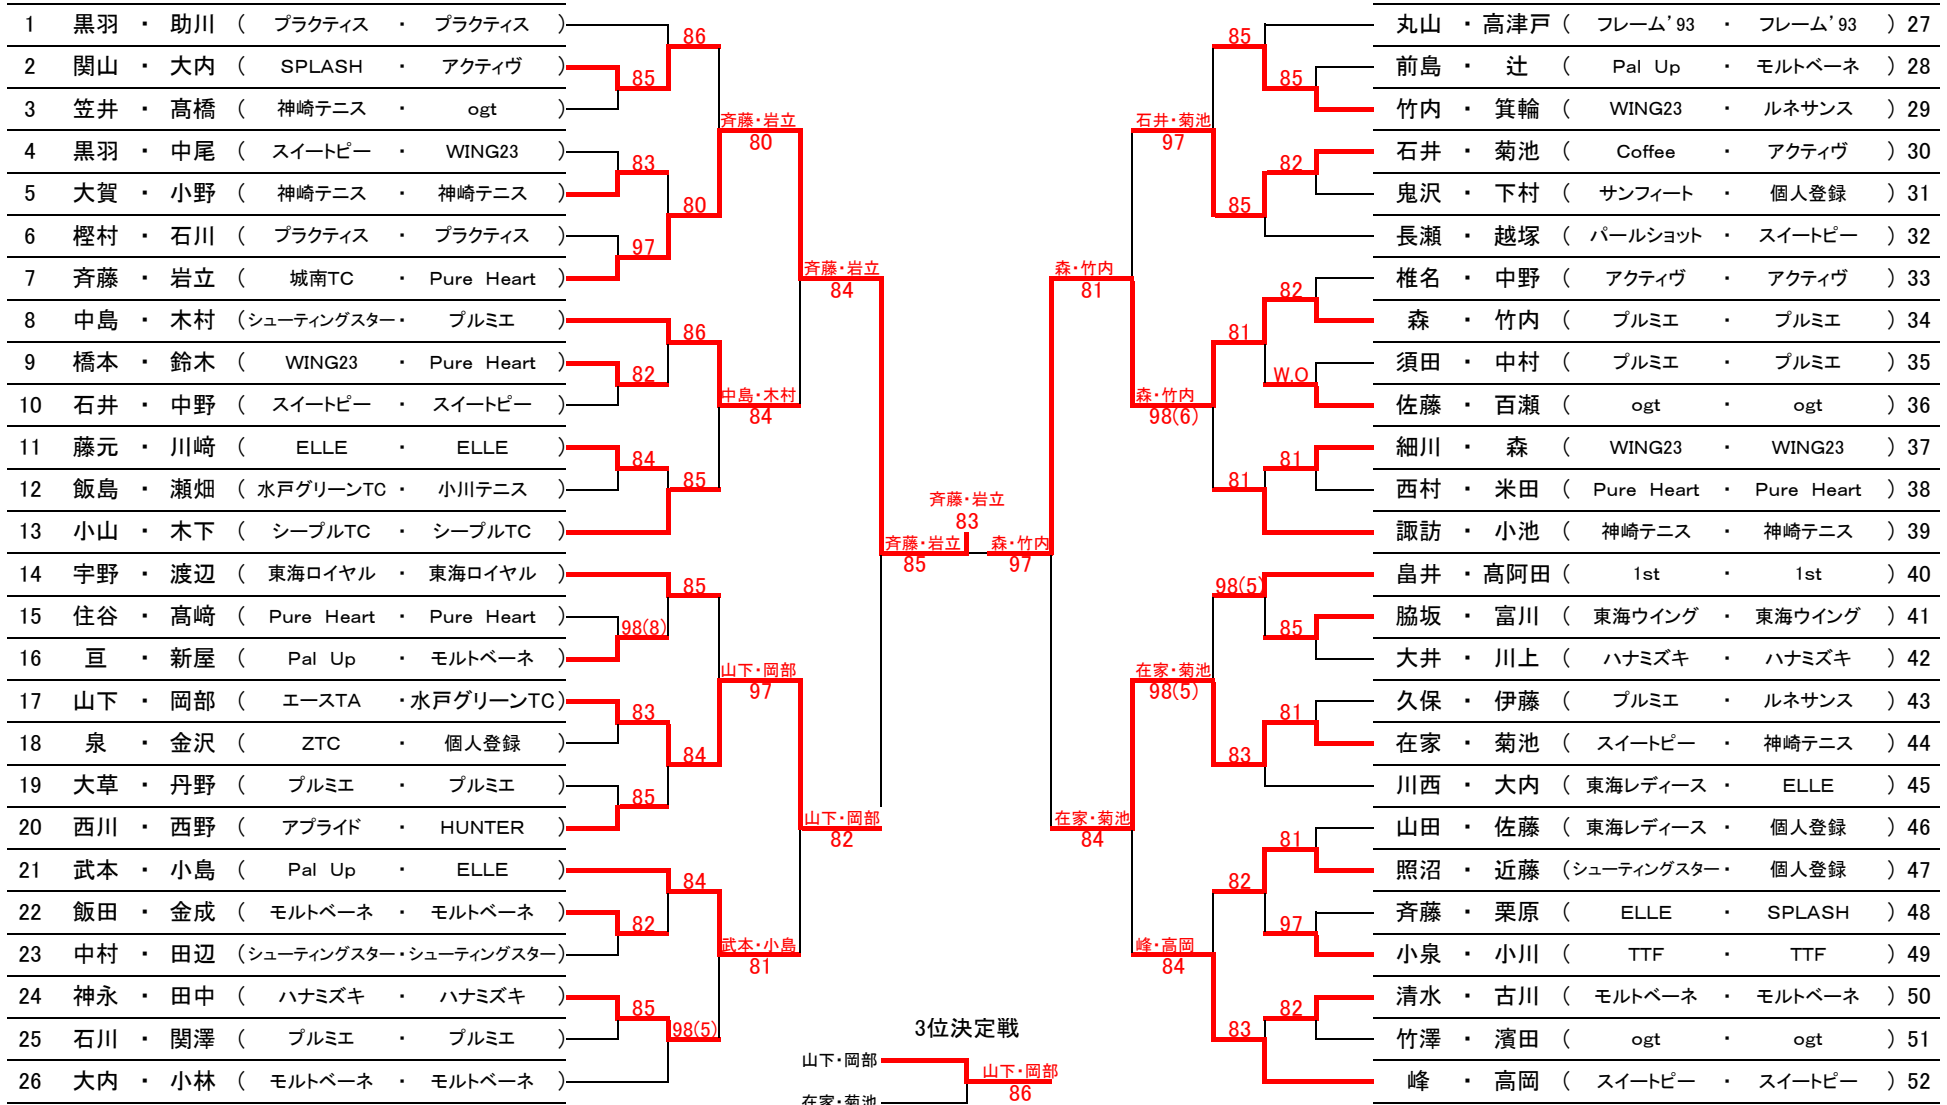 1 黒羽 ・ 助川 ( プラクティス ・ プラクティス )
2 関山 ・ 大内 ( SPLASH ・ アクティヴ )
3 笠井 ・ 髙橋 ( 神崎テニス ・ ogt )
4 黒羽 ・ 中尾 ( スイートピー ・ WING23 )
5 大賀 ・ 小野 ( 神崎テニス ・ 神崎テニス )
6 樫村 ・ 石川 ( プラクティス ・ プラクティス )
7 斉藤 ・ 岩立 ( 城南TC ・ Pure Heart )
8 中島 ・ 木村 (シューティングスター・ プルミエ )
9 橋本 ・ 鈴木 ( WING23 ・ Pure Heart )
10 石井 ・ 中野 ( スイートピー ・ スイートピー )
11 藤元 ・ 川﨑 ( ELLE ・ ELLE )
12 飯島 ・ 瀬畑 ( 水戸グリーンTC ・ 小川テニス )
13 小山 ・ 木下 ( シープルTC ・ シープルTC )
14 宇野 ・ 渡辺 ( 東海ロイヤル ・ 東海ロイヤル )
15 住谷 ・ 髙﨑 ( Pure Heart ・ Pure Heart )
16 亘 ・ 新屋 ( Pal Up ・ モルトベーネ )
17 山下 ・ 岡部 ( エースTA ・水戸グリーンTC)
18 泉 ・ 金沢 ( ZTC ・ 個人登録 )
19 大草 ・ 丹野 ( プルミエ ・ プルミエ )
20 西川 ・ 西野 ( アプライド ・ HUNTER )
21 武本 ・ 小島 ( Pal Up ・ ELLE )
22 飯田 ・ 金成 ( モルトベーネ ・ モルトベーネ )
23 中村 ・ 田辺 (シューティングスター・シューティングスター)
24 神永 ・ 田中 ( ハナミズキ ・ ハナミズキ )
25 石川 ・ 関澤 ( プルミエ ・ プルミエ )
26 大内 ・ 小林 ( モルトベーネ ・ モルトベーネ )
86
85
83
80
97
86
82
84
85
85
98(8)
83
84
85
84
82
85
98(5)
斉藤・岩立
80
中島・木村
84
山下・岡部
97
武本・小島
81
斉藤・岩立
84
山下・岡部
82
斉藤・岩立
85
斉藤・岩立
83
森・竹内
97
森・竹内
81
在家・菊池
84
石井・菊池
97
森・竹内
98(6)
在家・菊池
98(5)
峰・高岡
84
85
85
82
85
82
81
W.O
81
81
98(5)
85
81
83
81
82
97
82
83
丸山 ・ 高津戸 ( フレーム’93 ・ フレーム’93 ) 27
前島 ・ 辻 ( Pal Up ・ モルトベーネ ) 28
竹内 ・ 箕輪 ( WING23 ・ ルネサンス ) 29
石井 ・ 菊池 ( Coffee ・ アクティヴ ) 30
鬼沢 ・ 下村 ( サンフィート ・ 個人登録 ) 31
長瀬 ・ 越塚 ( パールショット ・ スイートピー ) 32
椎名 ・ 中野 ( アクティヴ ・ アクティヴ ) 33
森 ・ 竹内 ( プルミエ ・ プルミエ ) 34
須田 ・ 中村 ( プルミエ ・ プルミエ ) 35
佐藤 ・ 百瀬 ( ogt ・ ogt ) 36
細川 ・ 森 ( WING23 ・ WING23 ) 37
西村 ・ 米田 ( Pure Heart ・ Pure Heart ) 38
諏訪 ・ 小池 ( 神崎テニス ・ 神崎テニス ) 39
畠井 ・ 髙阿田 ( 1st ・ 1st ) 40
脇坂 ・ 富川 ( 東海ウイング ・ 東海ウイング ) 41
大井 ・ 川上 ( ハナミズキ ・ ハナミズキ ) 42
久保 ・ 伊藤 ( プルミエ ・ ルネサンス ) 43
在家 ・ 菊池 ( スイートピー ・ 神崎テニス ) 44
川西 ・ 大内 ( 東海レディース ・ ELLE ) 45
山田 ・ 佐藤 ( 東海レディース ・ 個人登録 ) 46
照沼 ・ 近藤 (シューティングスター・ 個人登録 ) 47
斉藤 ・ 栗原 ( ELLE ・ SPLASH ) 48
小泉 ・ 小川 ( TTF ・ TTF ) 49
清水 ・ 古川 ( モルトベーネ ・ モルトベーネ ) 50
竹澤 ・ 濱田 ( ogt ・ ogt ) 51
峰 ・ 高岡 ( スイートピー ・ スイートピー ) 52
3位決定戦
山下・岡部
山下・岡部
86
在家・菊池